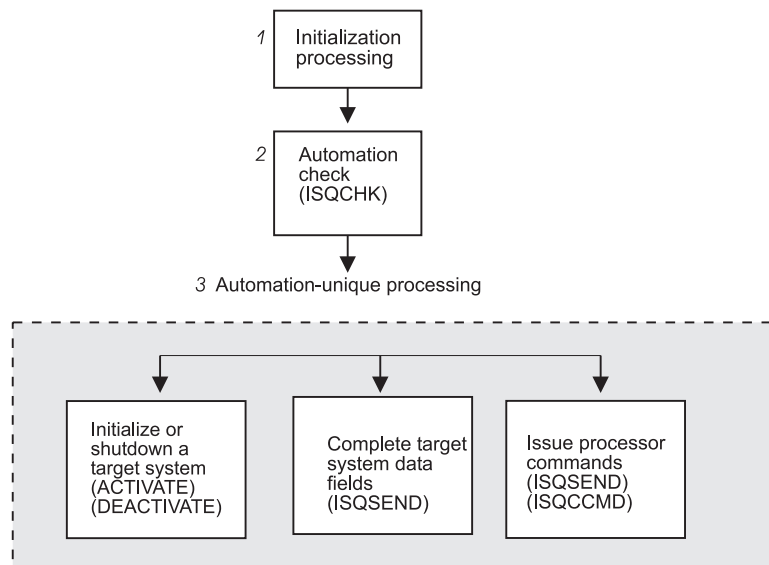 1
Initialization
processing
2
Automation
check
(ISQCHK)
3 Automation-unique processing
Initialize or
shutdown a
target system
(ACTIVATE)
(DEACTIVATE)
Complete target
system data
fields
(ISQSEND)
Issue processor
commands
(ISQSEND)
(ISQCCMD)